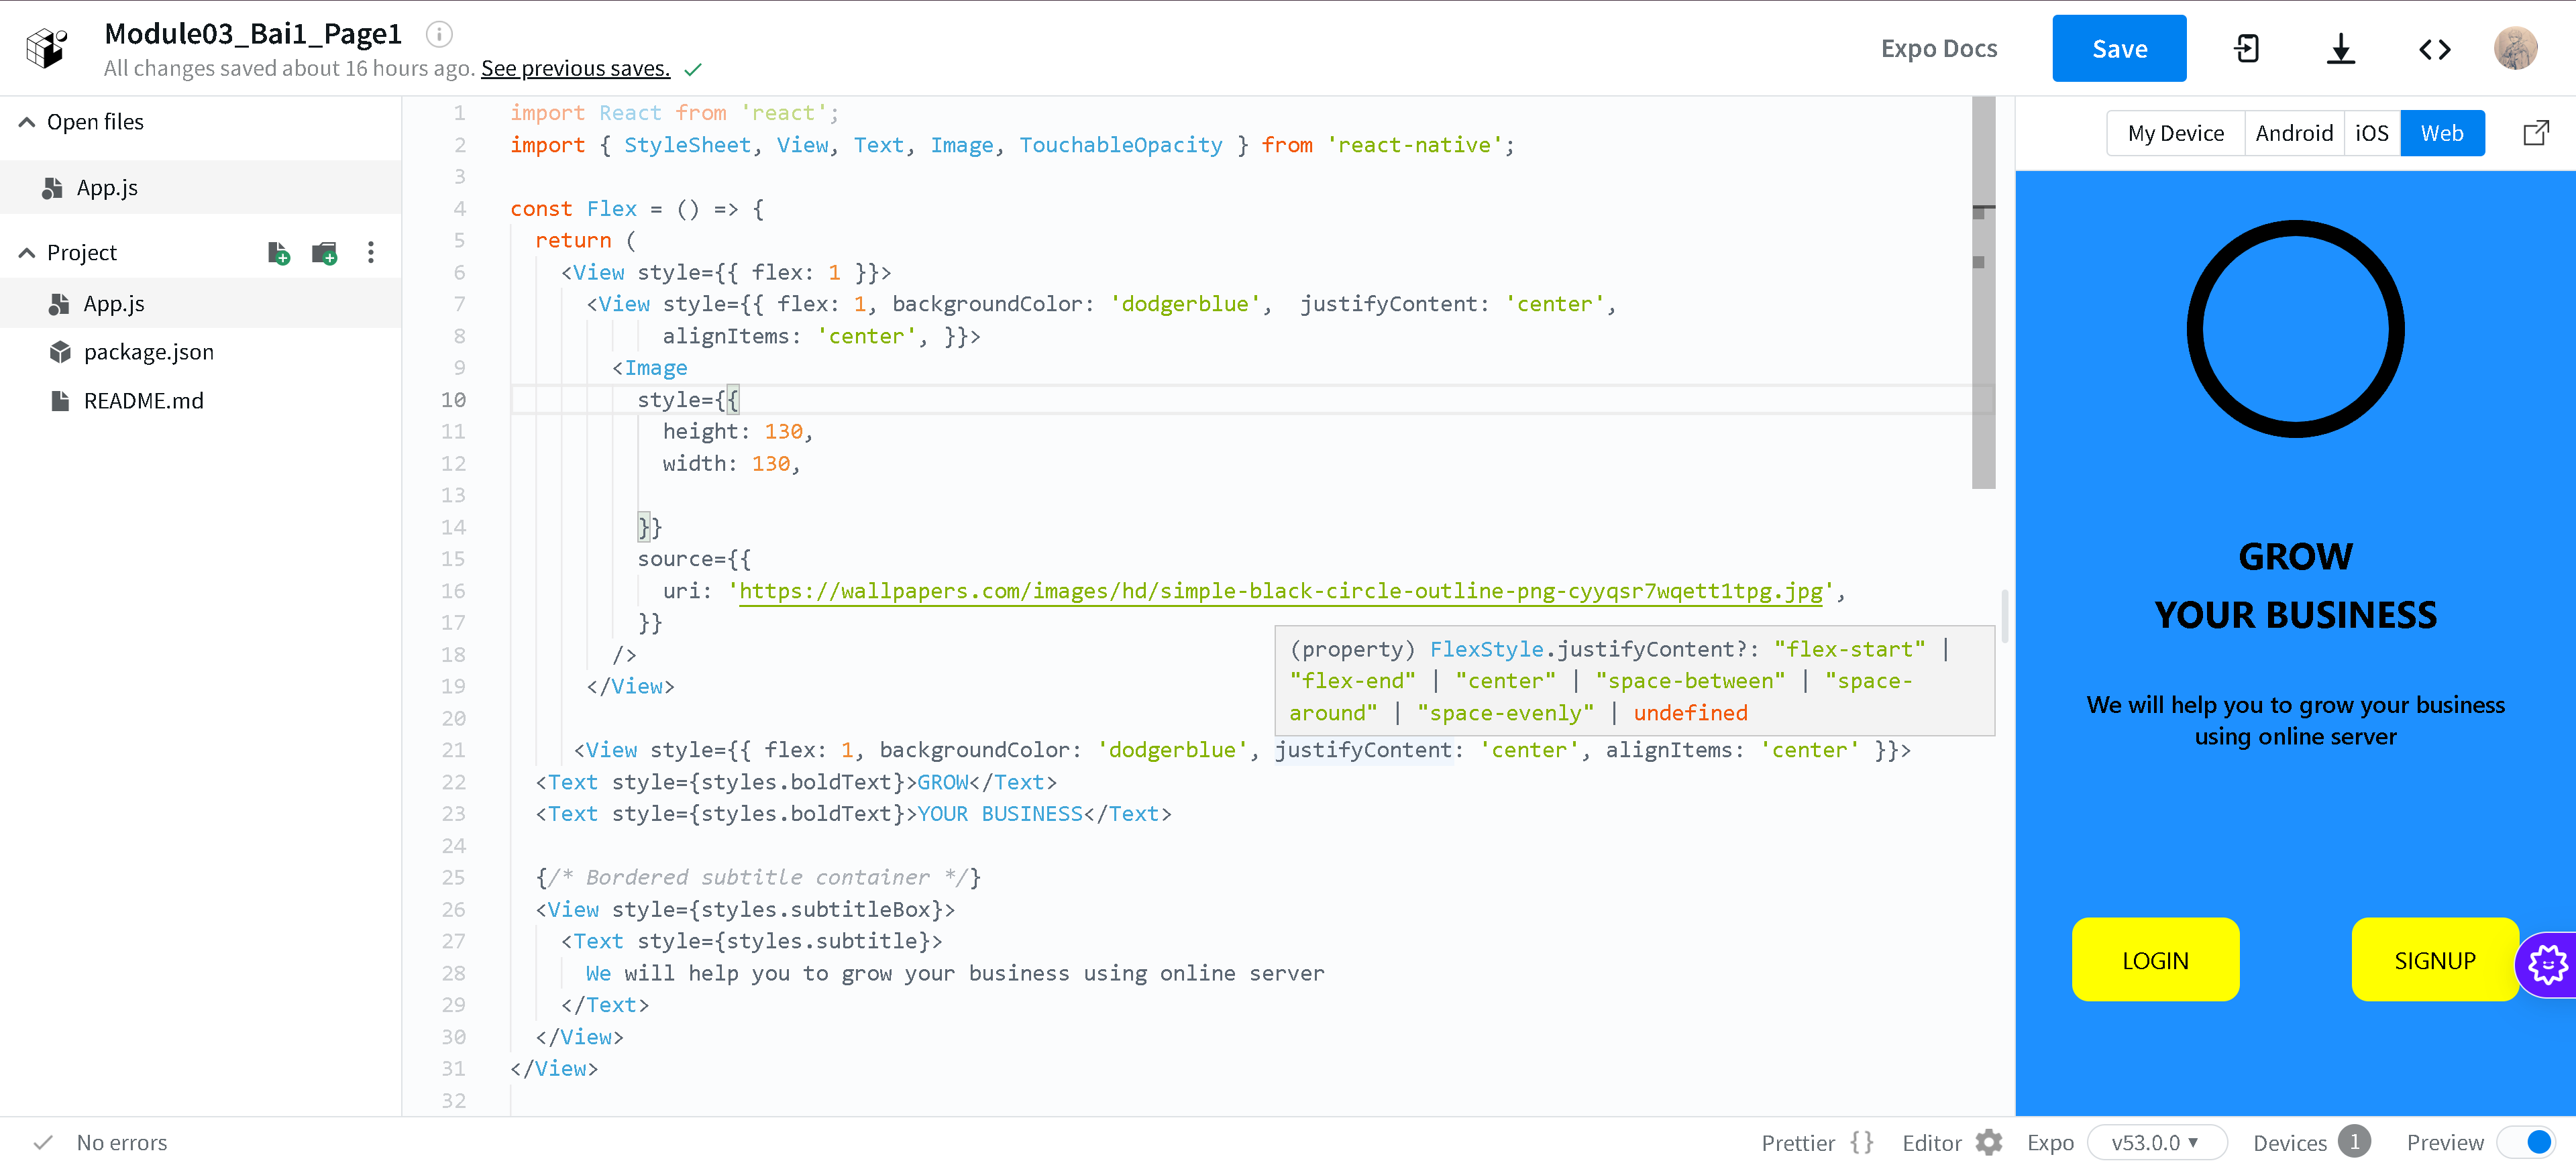 Module03_Bai1_Page1
All changes saved about 16 hours ago. See previous saves.
Expo Docs
Save
Open files
App.js
Project
App.js
package.json
README.md
1 import React from 'react';
2 import { StyleSheet, View, Text, Image, TouchableOpacity } from 'react-native';
3
4 const Flex = () => {
5 return (
6 <View style={{ flex: 1 }}>
7 <View style={{ flex: 1, backgroundColor: 'dodgerblue', justifyContent: 'center',
8 alignItems: 'center', }}>
9 <Image
10 style={{
11 height: 130,
12 width: 130,
13
14 }}
15 source={{
16 uri: 'https://wallpapers.com/images/hd/simple-black-circle-outline-png-cyyqsr7wqett1tpg.jpg',
17 }}
18 />
19 </View>
20
21 <View style={{ flex: 1, backgroundColor: 'dodgerblue', justifyContent: 'center', alignItems: 'center' }}>
22 <Text style={styles.boldText}>GROW</Text>
23 <Text style={styles.boldText}>YOUR BUSINESS</Text>
24
25 {/* Bordered subtitle container */}
26 <View style={styles.subtitleBox}>
27 <Text style={styles.subtitle}>
28 We will help you to grow your business using online server
29 </Text>
30 </View>
31 </View>
32
(property) FlexStyle.justifyContent?: "flex-start" |
"flex-end" | "center" | "space-between" | "space-
around" | "space-evenly" | undefined
My Device
Android
iOS
Web
GROW
YOUR BUSINESS
We will help you to grow your business
using online server
LOGIN
SIGNUP
No errors
Prettier {}
Editor
Expo
v53.0.0
Devices 1
Preview